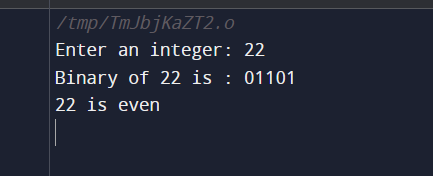 /tmp/TmJbjKaZT2.o
Enter an integer: 22
Binary of 22 is : 01101
22 is even